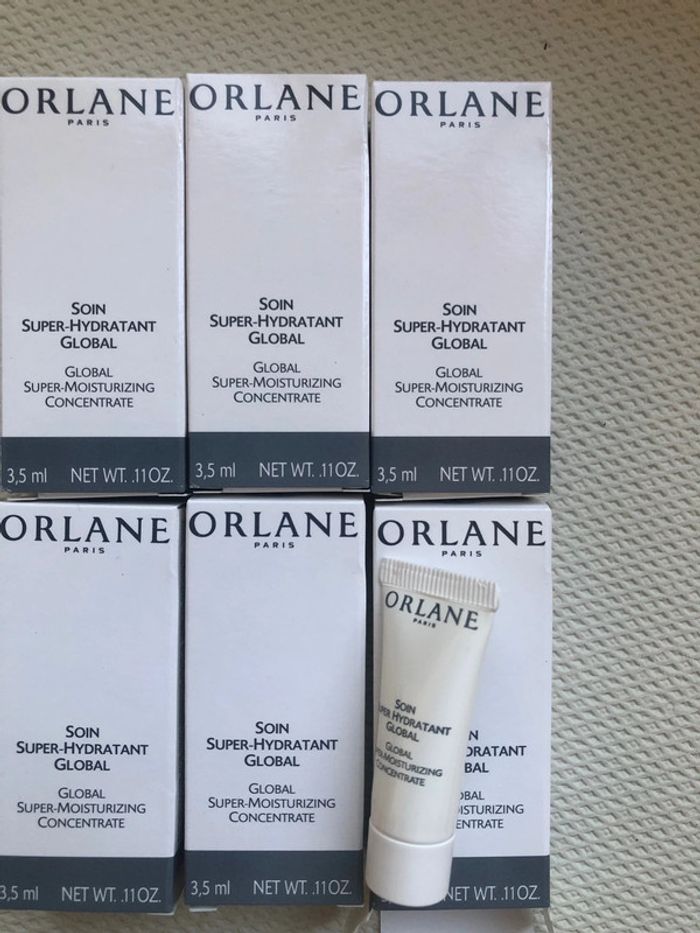 ORLANE
PARIS
SOIN
SUPER-HYDRATANT
GLOBAL
GLOBAL
SUPER-MOISTURIZING
CONCENTRATE
3,5 ml NET WT. .11OZ.
ORLANE
PARIS
SOIN
SUPER-HYDRATANT
GLOBAL
GLOBAL
SUPER-MOISTURIZING
CONCENTRATE
3,5 ml NET WT. .11OZ.
ORLANE
PARIS
SOIN
SUPER-HYDRATANT
GLOBAL
GLOBAL
SUPER-MOISTURIZING
CONCENTRATE
3,5 ml NET WT. .11OZ.
ORLANE
PARIS
SOIN
SUPER-HYDRATANT
GLOBAL
GLOBAL
SUPER-MOISTURIZING
CONCENTRATE
3,5 ml NET WT. .11OZ.
ORLANE
PARIS
SOIN
SUPER-HYDRATANT
GLOBAL
GLOBAL
SUPER-MOISTURIZING
CONCENTRATE
3,5 ml NET WT. .11OZ.
ORLANE
PARIS
NET WT. .11OZ.
ORLANE
PARIS
SOIN
HYDRATANT
GLOBAL
GLOBAL
MOISTURIZING
CONCENTRATE